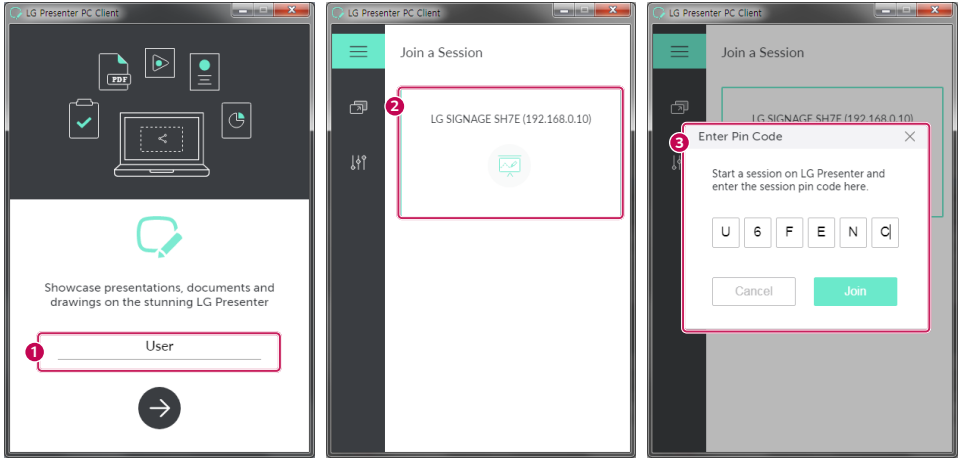 LG Presenter PC Client
PDF
Showcase presentations, documents and
drawings on the stunning LG Presenter
1
User
LG Presenter PC Client
Join a Session
2
LG SIGNAGE SH7E (192.168.0.10)
LG Presenter PC Client
Join a Session
LG SIGNAGE SH7E (192.168.0.10)
3
Enter Pin Code
Start a session on LG Presenter and
enter the session pin code here.
U 6 F E N C
Cancel Join